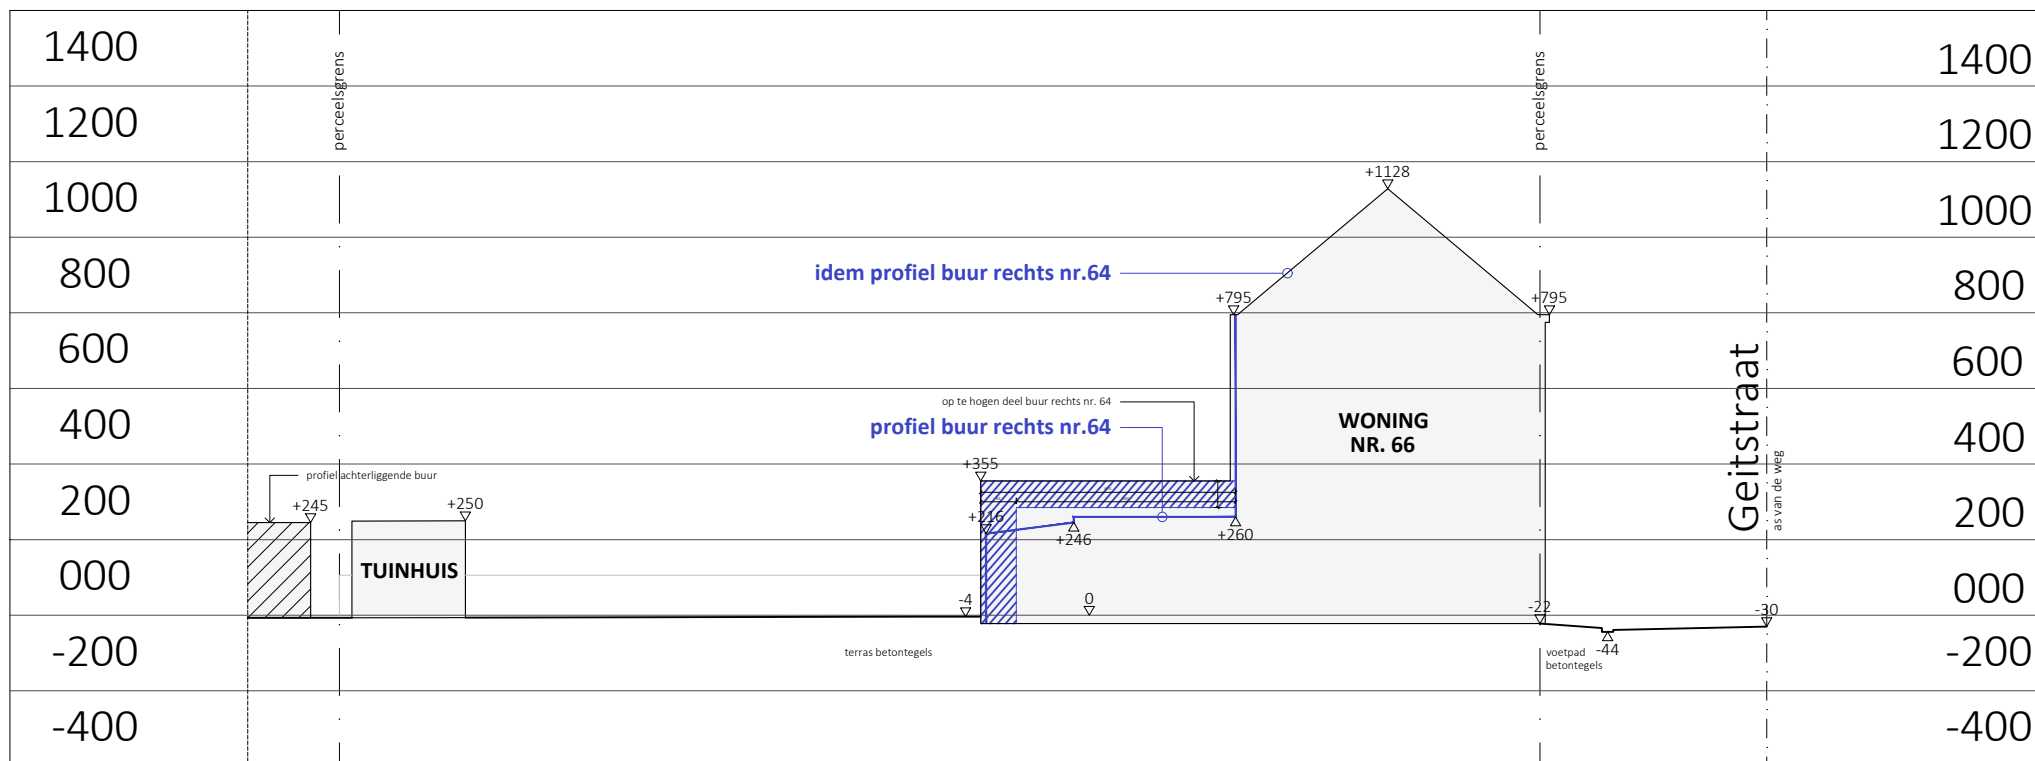 1400
1200
1000
800
600
400
200
000
-200
-400
perceelsgrens
perceelsgrens
+1128
idem profiel buur rechts nr.64
+795
+795
op te hogen deel buur rechts nr. 64
profiel buur rechts nr.64
WONING
NR. 66
Geitstraat
as van de weg
profiel achterliggende buur
+355
+245
+250
+216
+246
+260
TUINHUIS
-4
0
-22
-30
-44
terras betontegels
voetpad
betontegels
1400
1200
1000
800
600
400
200
000
-200
-400